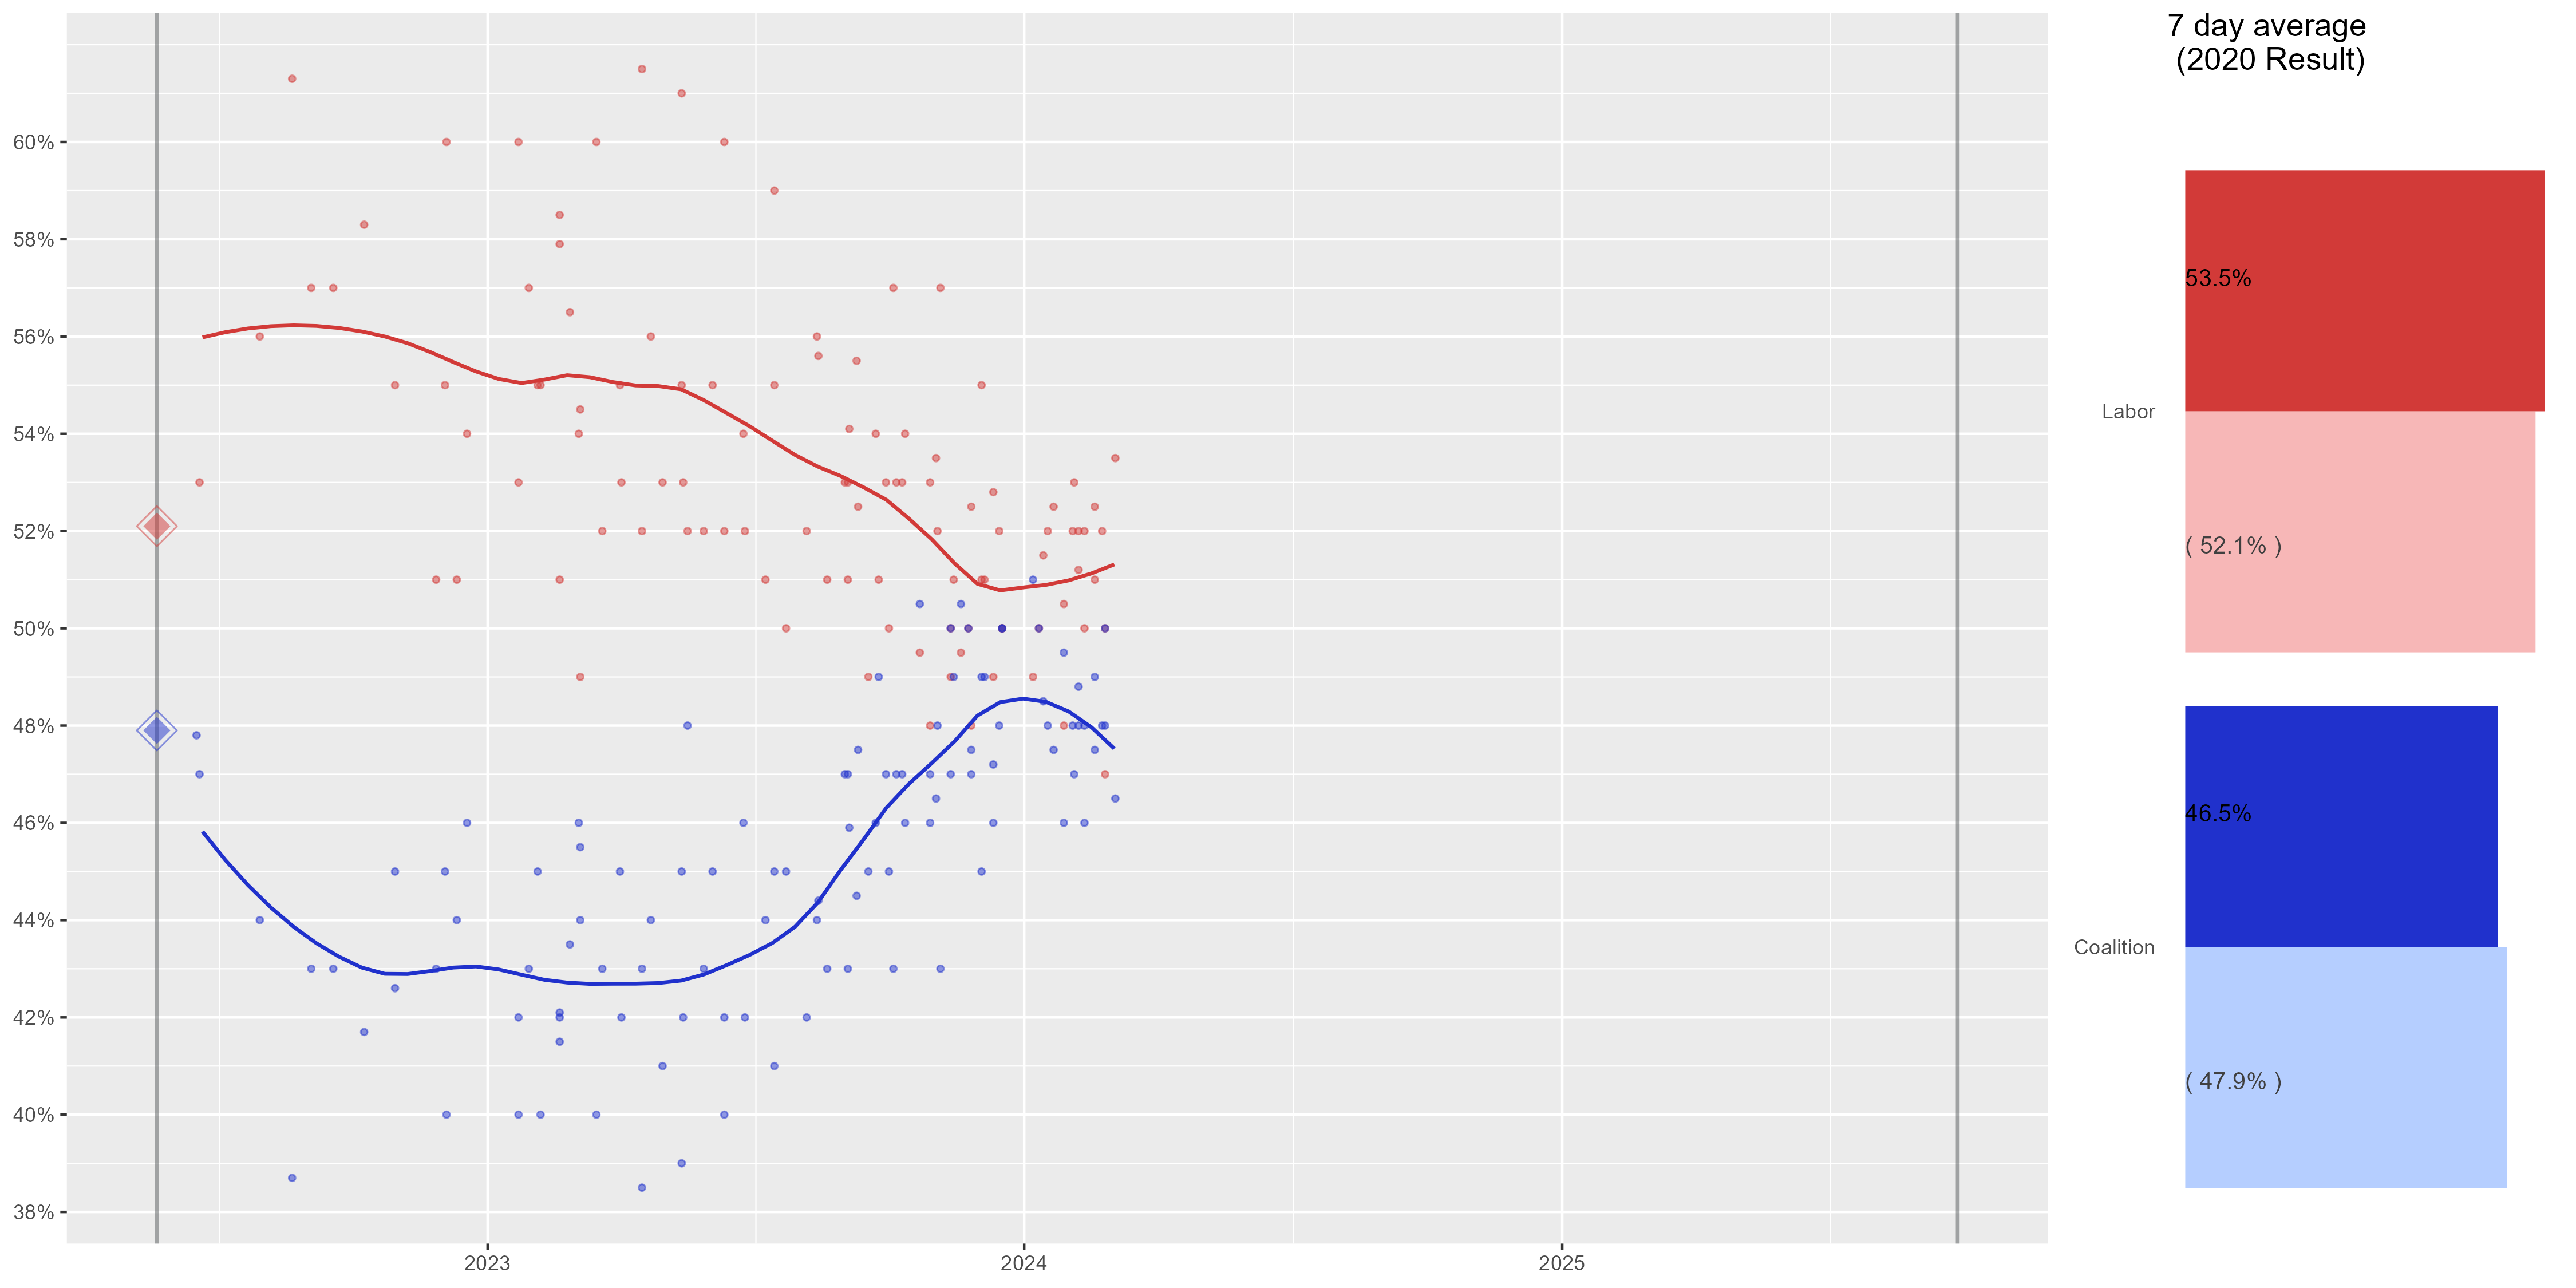 7 day average
(2020 Result)
60%
58%
56%
54%
52%
50%
48%
46%
44%
42%
40%
38%
2023
2024
2025
Labor
53.5%
( 52.1% )
Coalition
46.5%
( 47.9% )